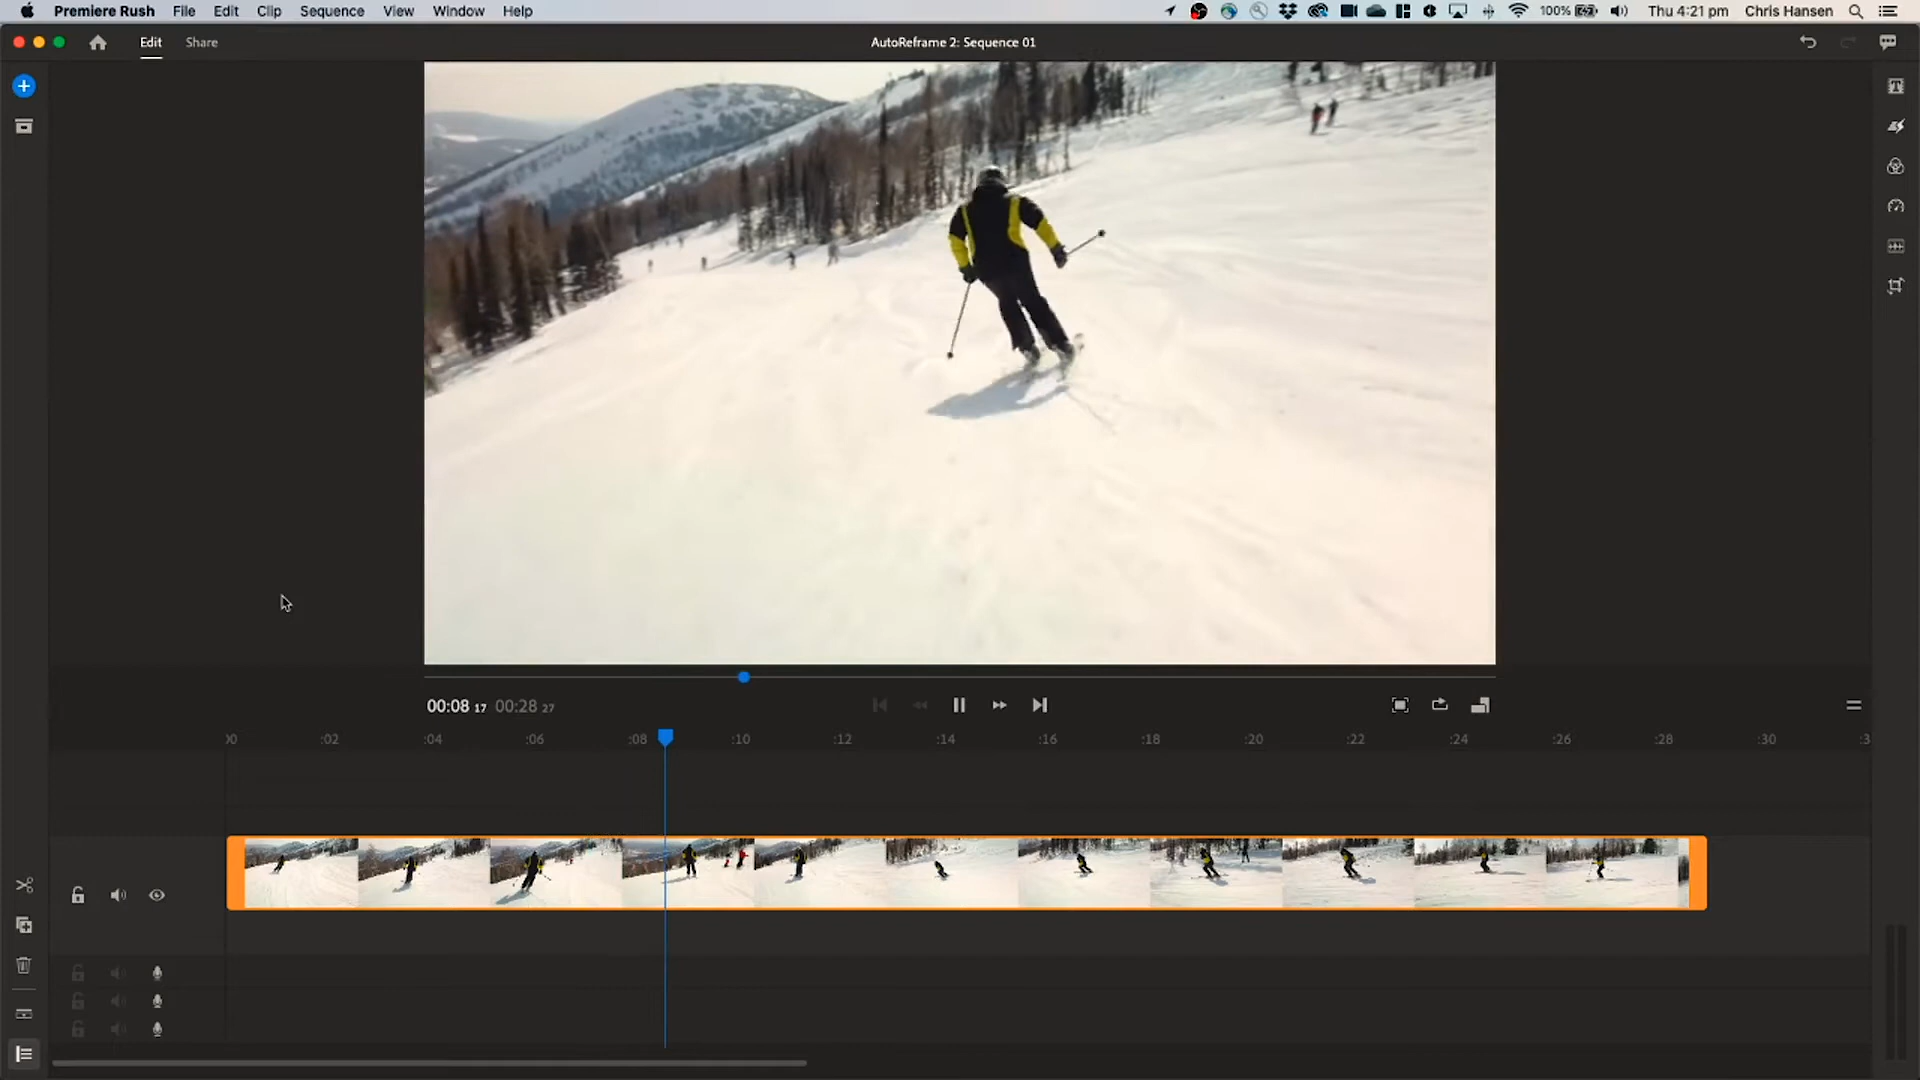 Premiere Rush File Edit Clip Sequence View Window Help 100% Thu 4:21 pm Chris Hansen
Edit Share AutoReframe 2: Sequence 01
00:08 17 00:28 27
:00 :02 :04 :06 :08 :10 :12 :14 :16 :18 :20 :22 :24 :26 :28 :30 :3